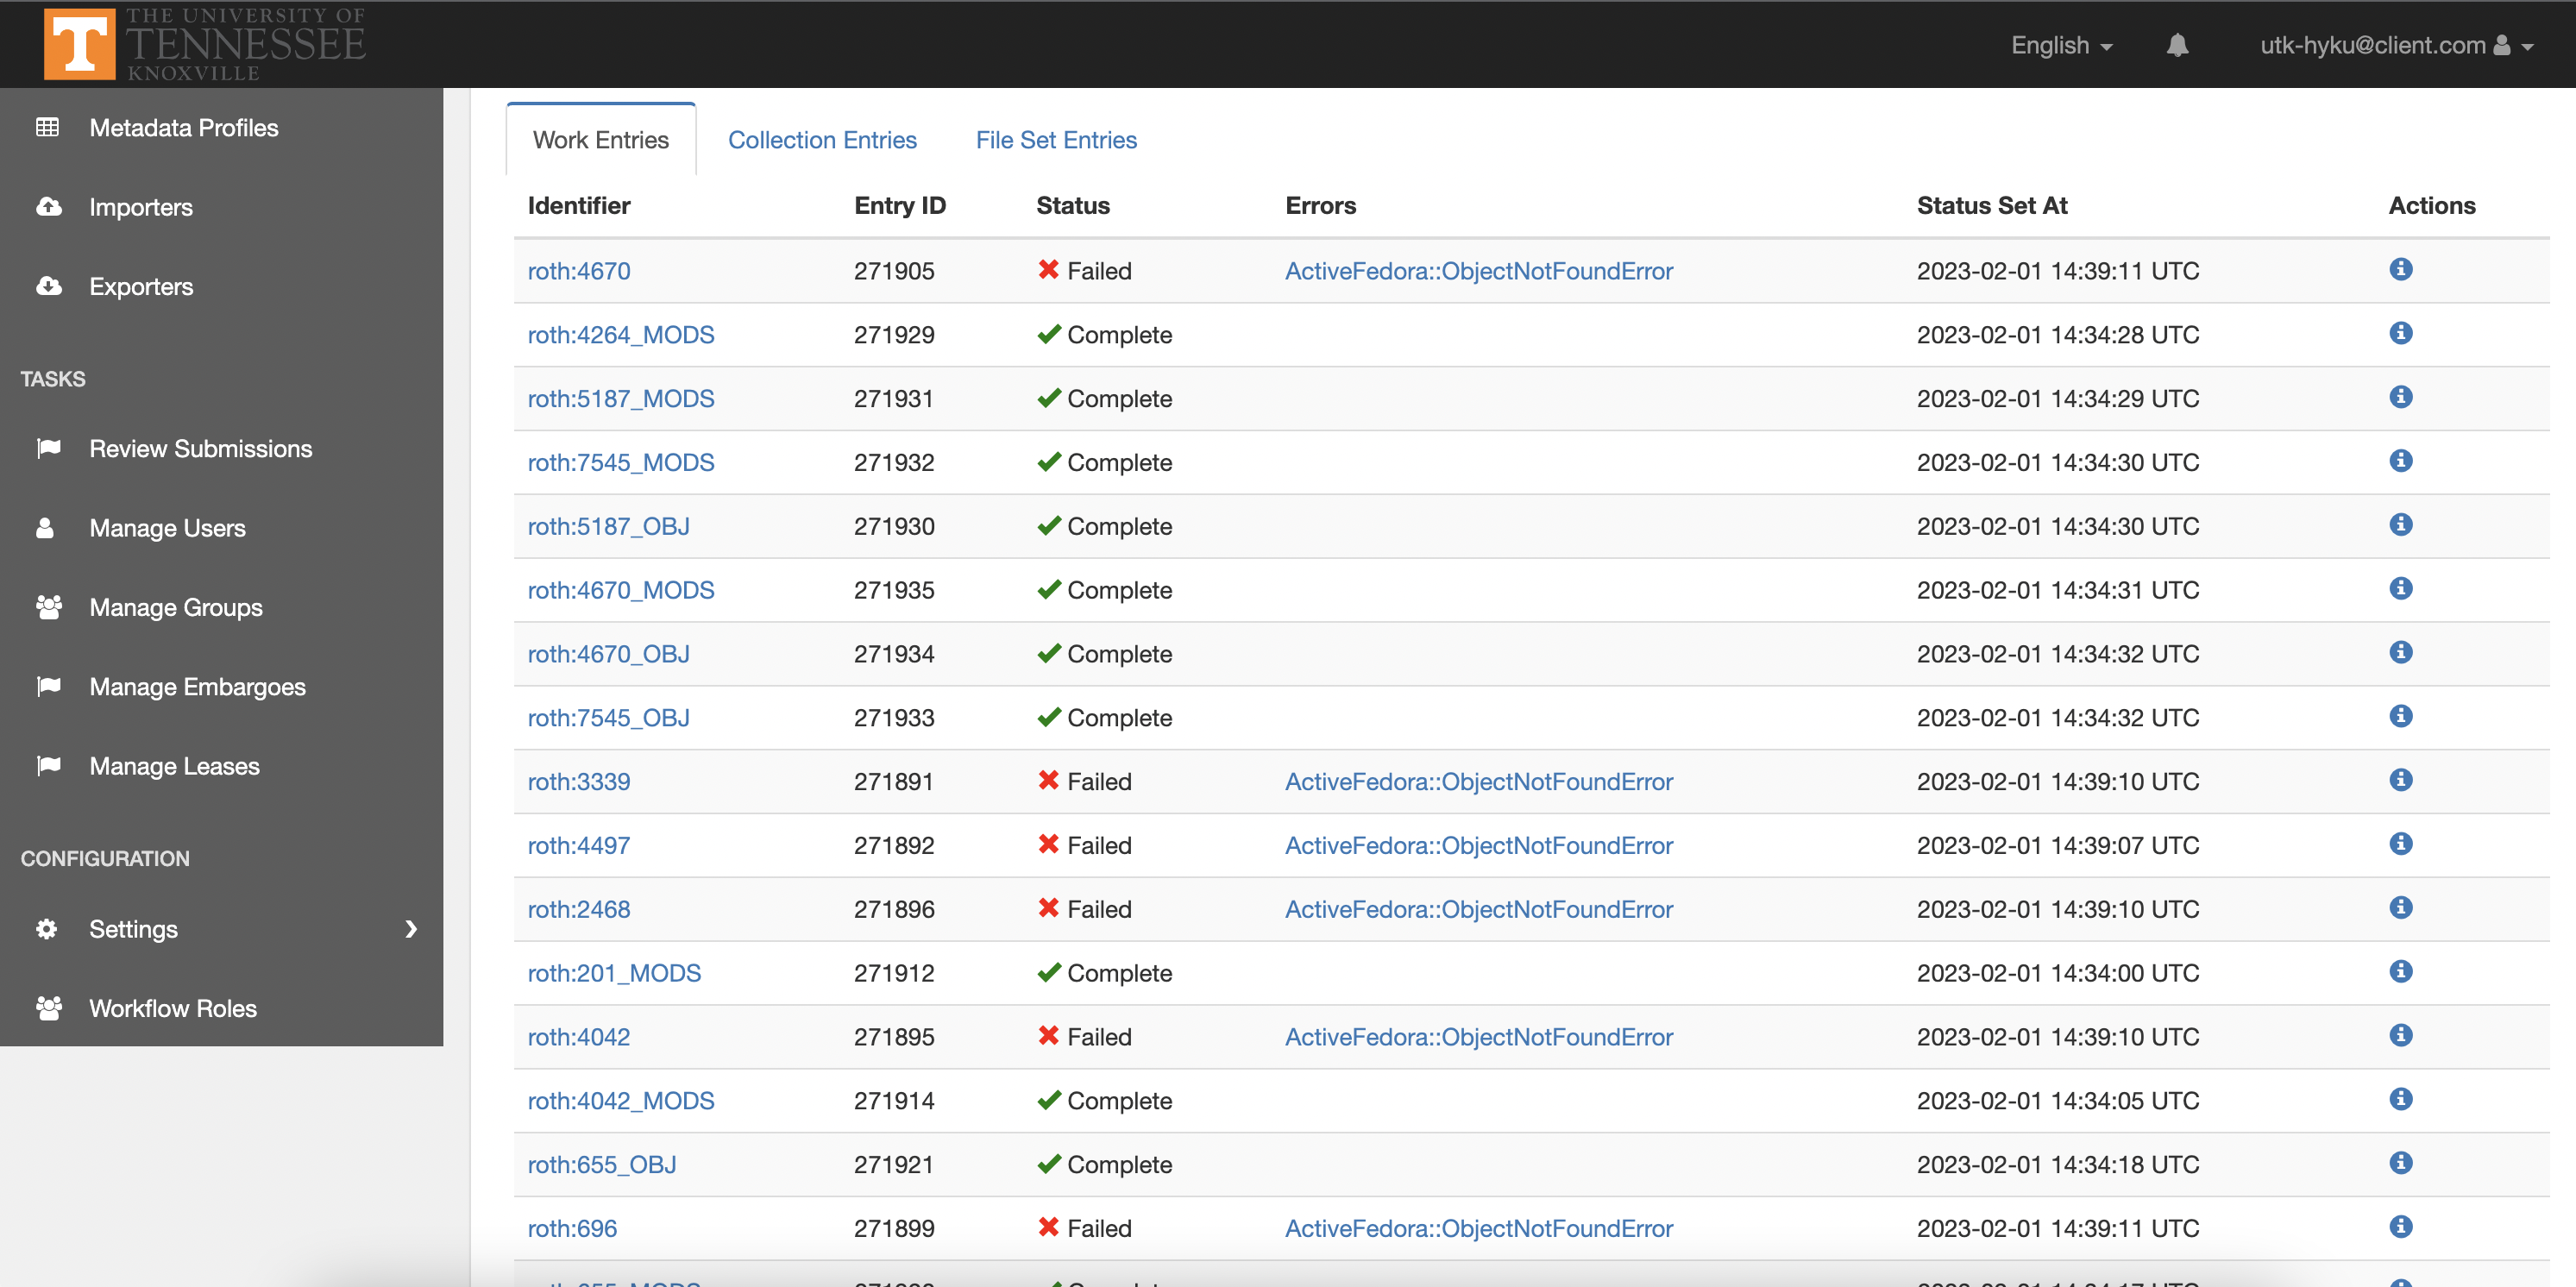 THE UNIVERSITY OF
TENNESSEE
KNOXVILLE
English
utk-hyku@client.com
Metadata Profiles
Importers
Exporters
TASKS
Review Submissions
Manage Users
Manage Groups
Manage Embargoes
Manage Leases
CONFIGURATION
Settings
Workflow Roles
Work Entries Collection Entries File Set Entries
Identifier Entry ID Status Errors Status Set At Actions
roth:4670 271905 Failed ActiveFedora::ObjectNotFoundError 2023-02-01 14:39:11 UTC
roth:4264_MODS 271929 Complete 2023-02-01 14:34:28 UTC
roth:5187_MODS 271931 Complete 2023-02-01 14:34:29 UTC
roth:7545_MODS 271932 Complete 2023-02-01 14:34:30 UTC
roth:5187_OBJ 271930 Complete 2023-02-01 14:34:30 UTC
roth:4670_MODS 271935 Complete 2023-02-01 14:34:31 UTC
roth:4670_OBJ 271934 Complete 2023-02-01 14:34:32 UTC
roth:7545_OBJ 271933 Complete 2023-02-01 14:34:32 UTC
roth:3339 271891 Failed ActiveFedora::ObjectNotFoundError 2023-02-01 14:39:10 UTC
roth:4497 271892 Failed ActiveFedora::ObjectNotFoundError 2023-02-01 14:39:07 UTC
roth:2468 271896 Failed ActiveFedora::ObjectNotFoundError 2023-02-01 14:39:10 UTC
roth:201_MODS 271912 Complete 2023-02-01 14:34:00 UTC
roth:4042 271895 Failed ActiveFedora::ObjectNotFoundError 2023-02-01 14:39:10 UTC
roth:4042_MODS 271914 Complete 2023-02-01 14:34:05 UTC
roth:655_OBJ 271921 Complete 2023-02-01 14:34:18 UTC
roth:696 271899 Failed ActiveFedora::ObjectNotFoundError 2023-02-01 14:39:11 UTC